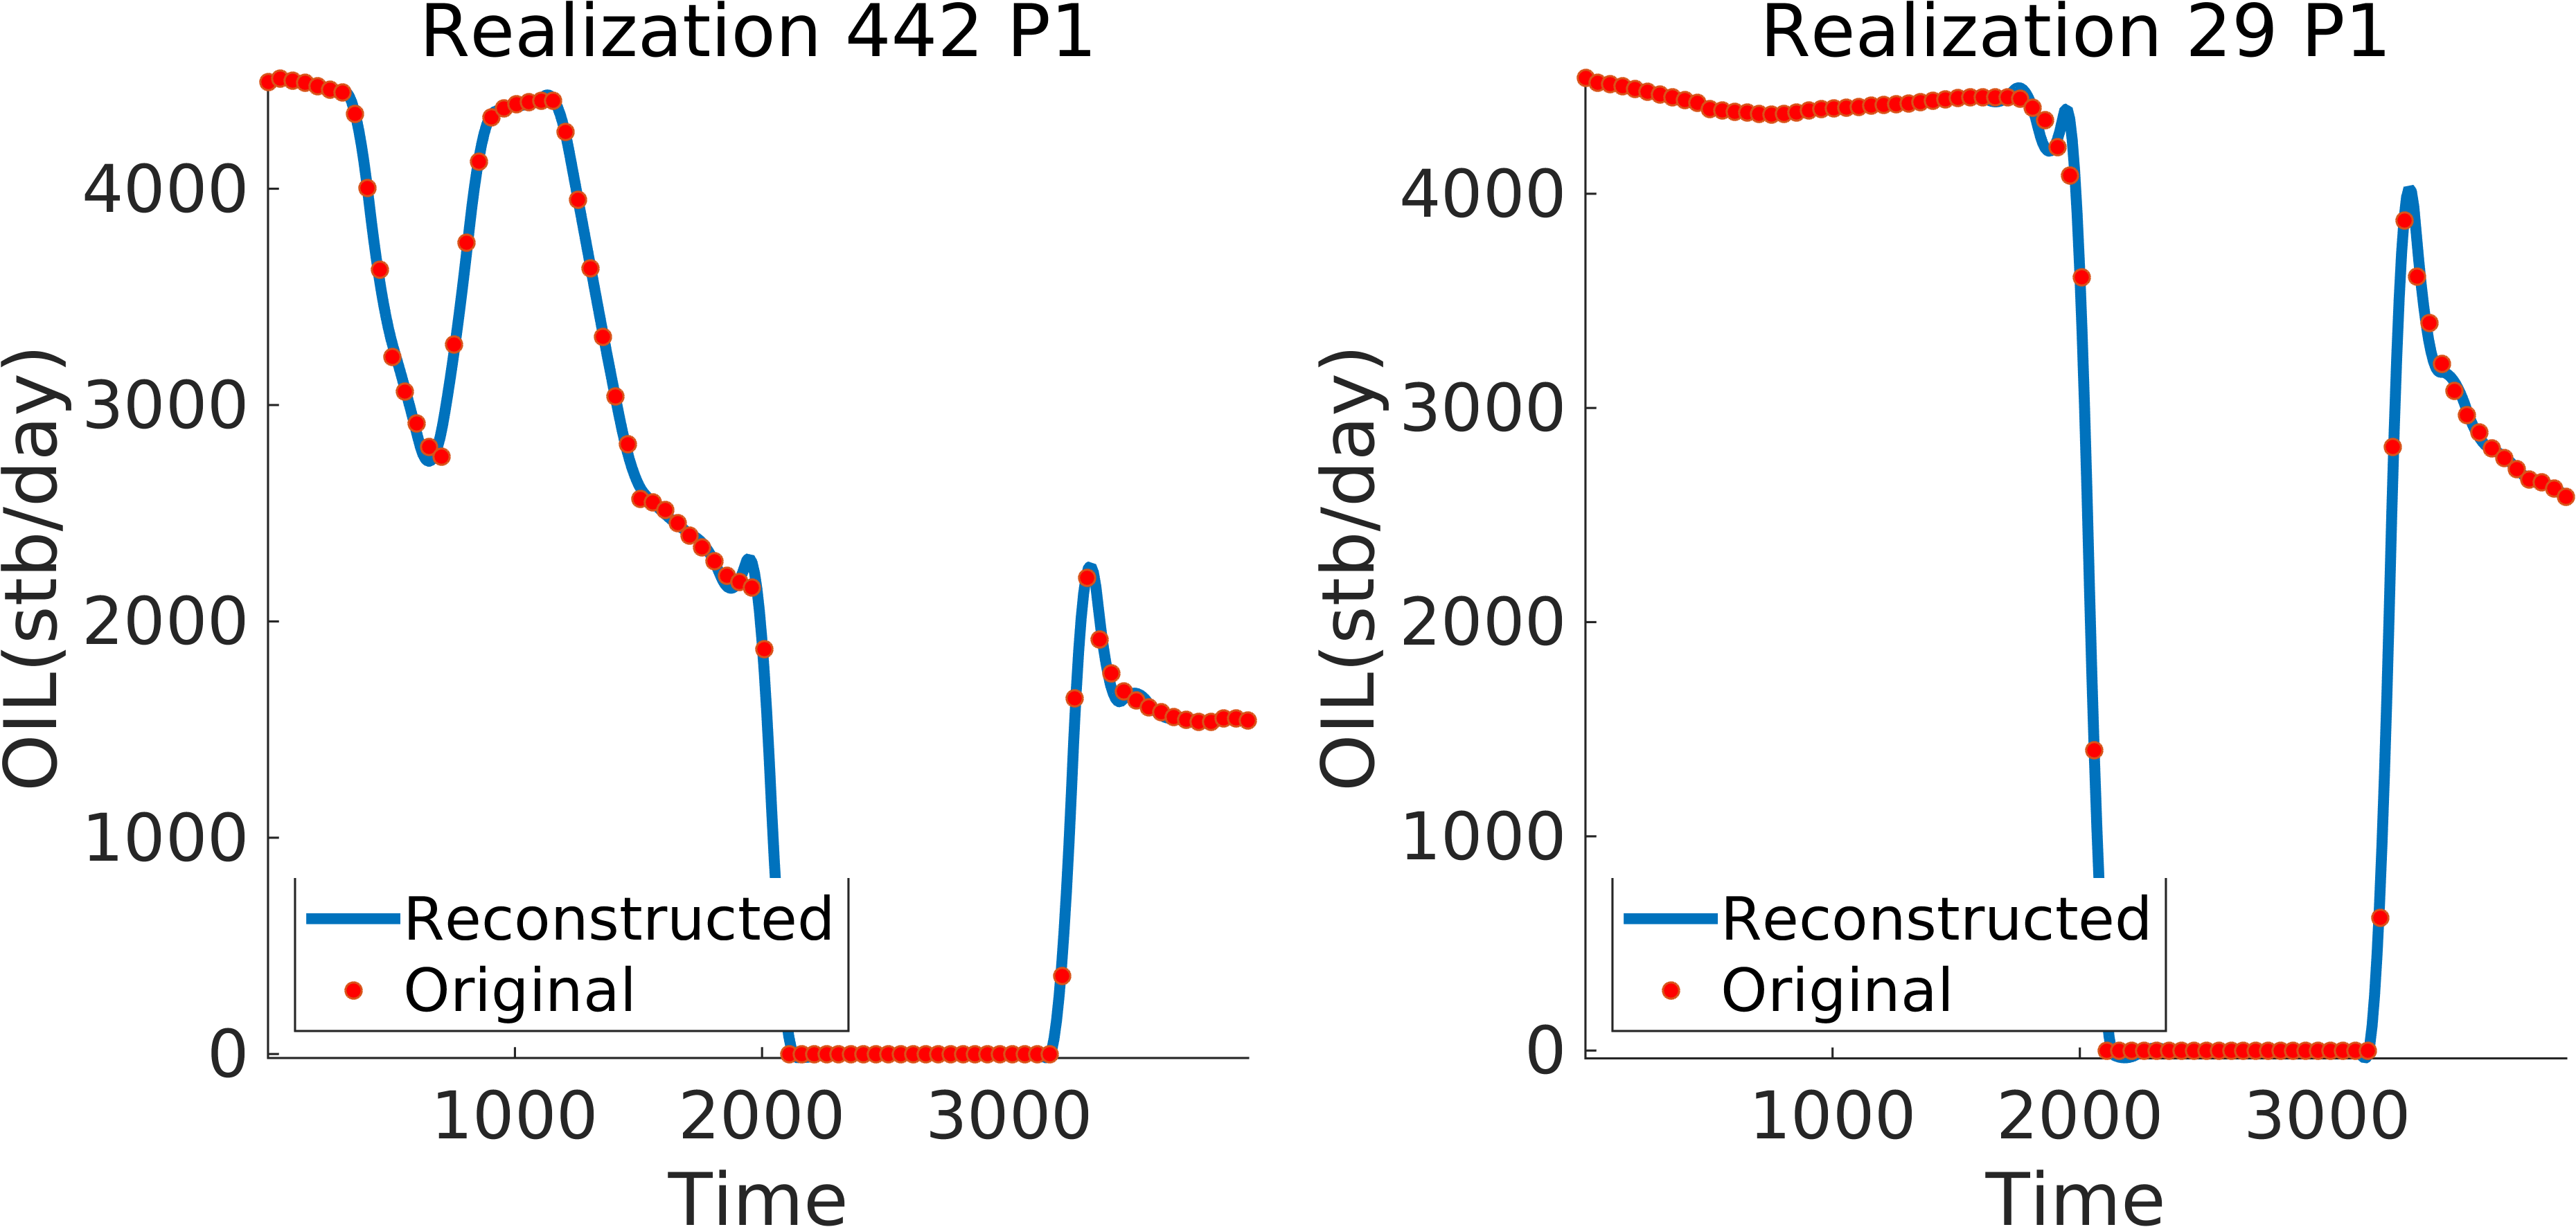 Realization 442 P1
OIL(stb/day)
4000
3000
2000
1000
0
1000 2000 3000
Time
Reconstructed
Original
Realization 29 P1
OIL(stb/day)
4000
3000
2000
1000
0
1000 2000 3000
Time
Reconstructed
Original